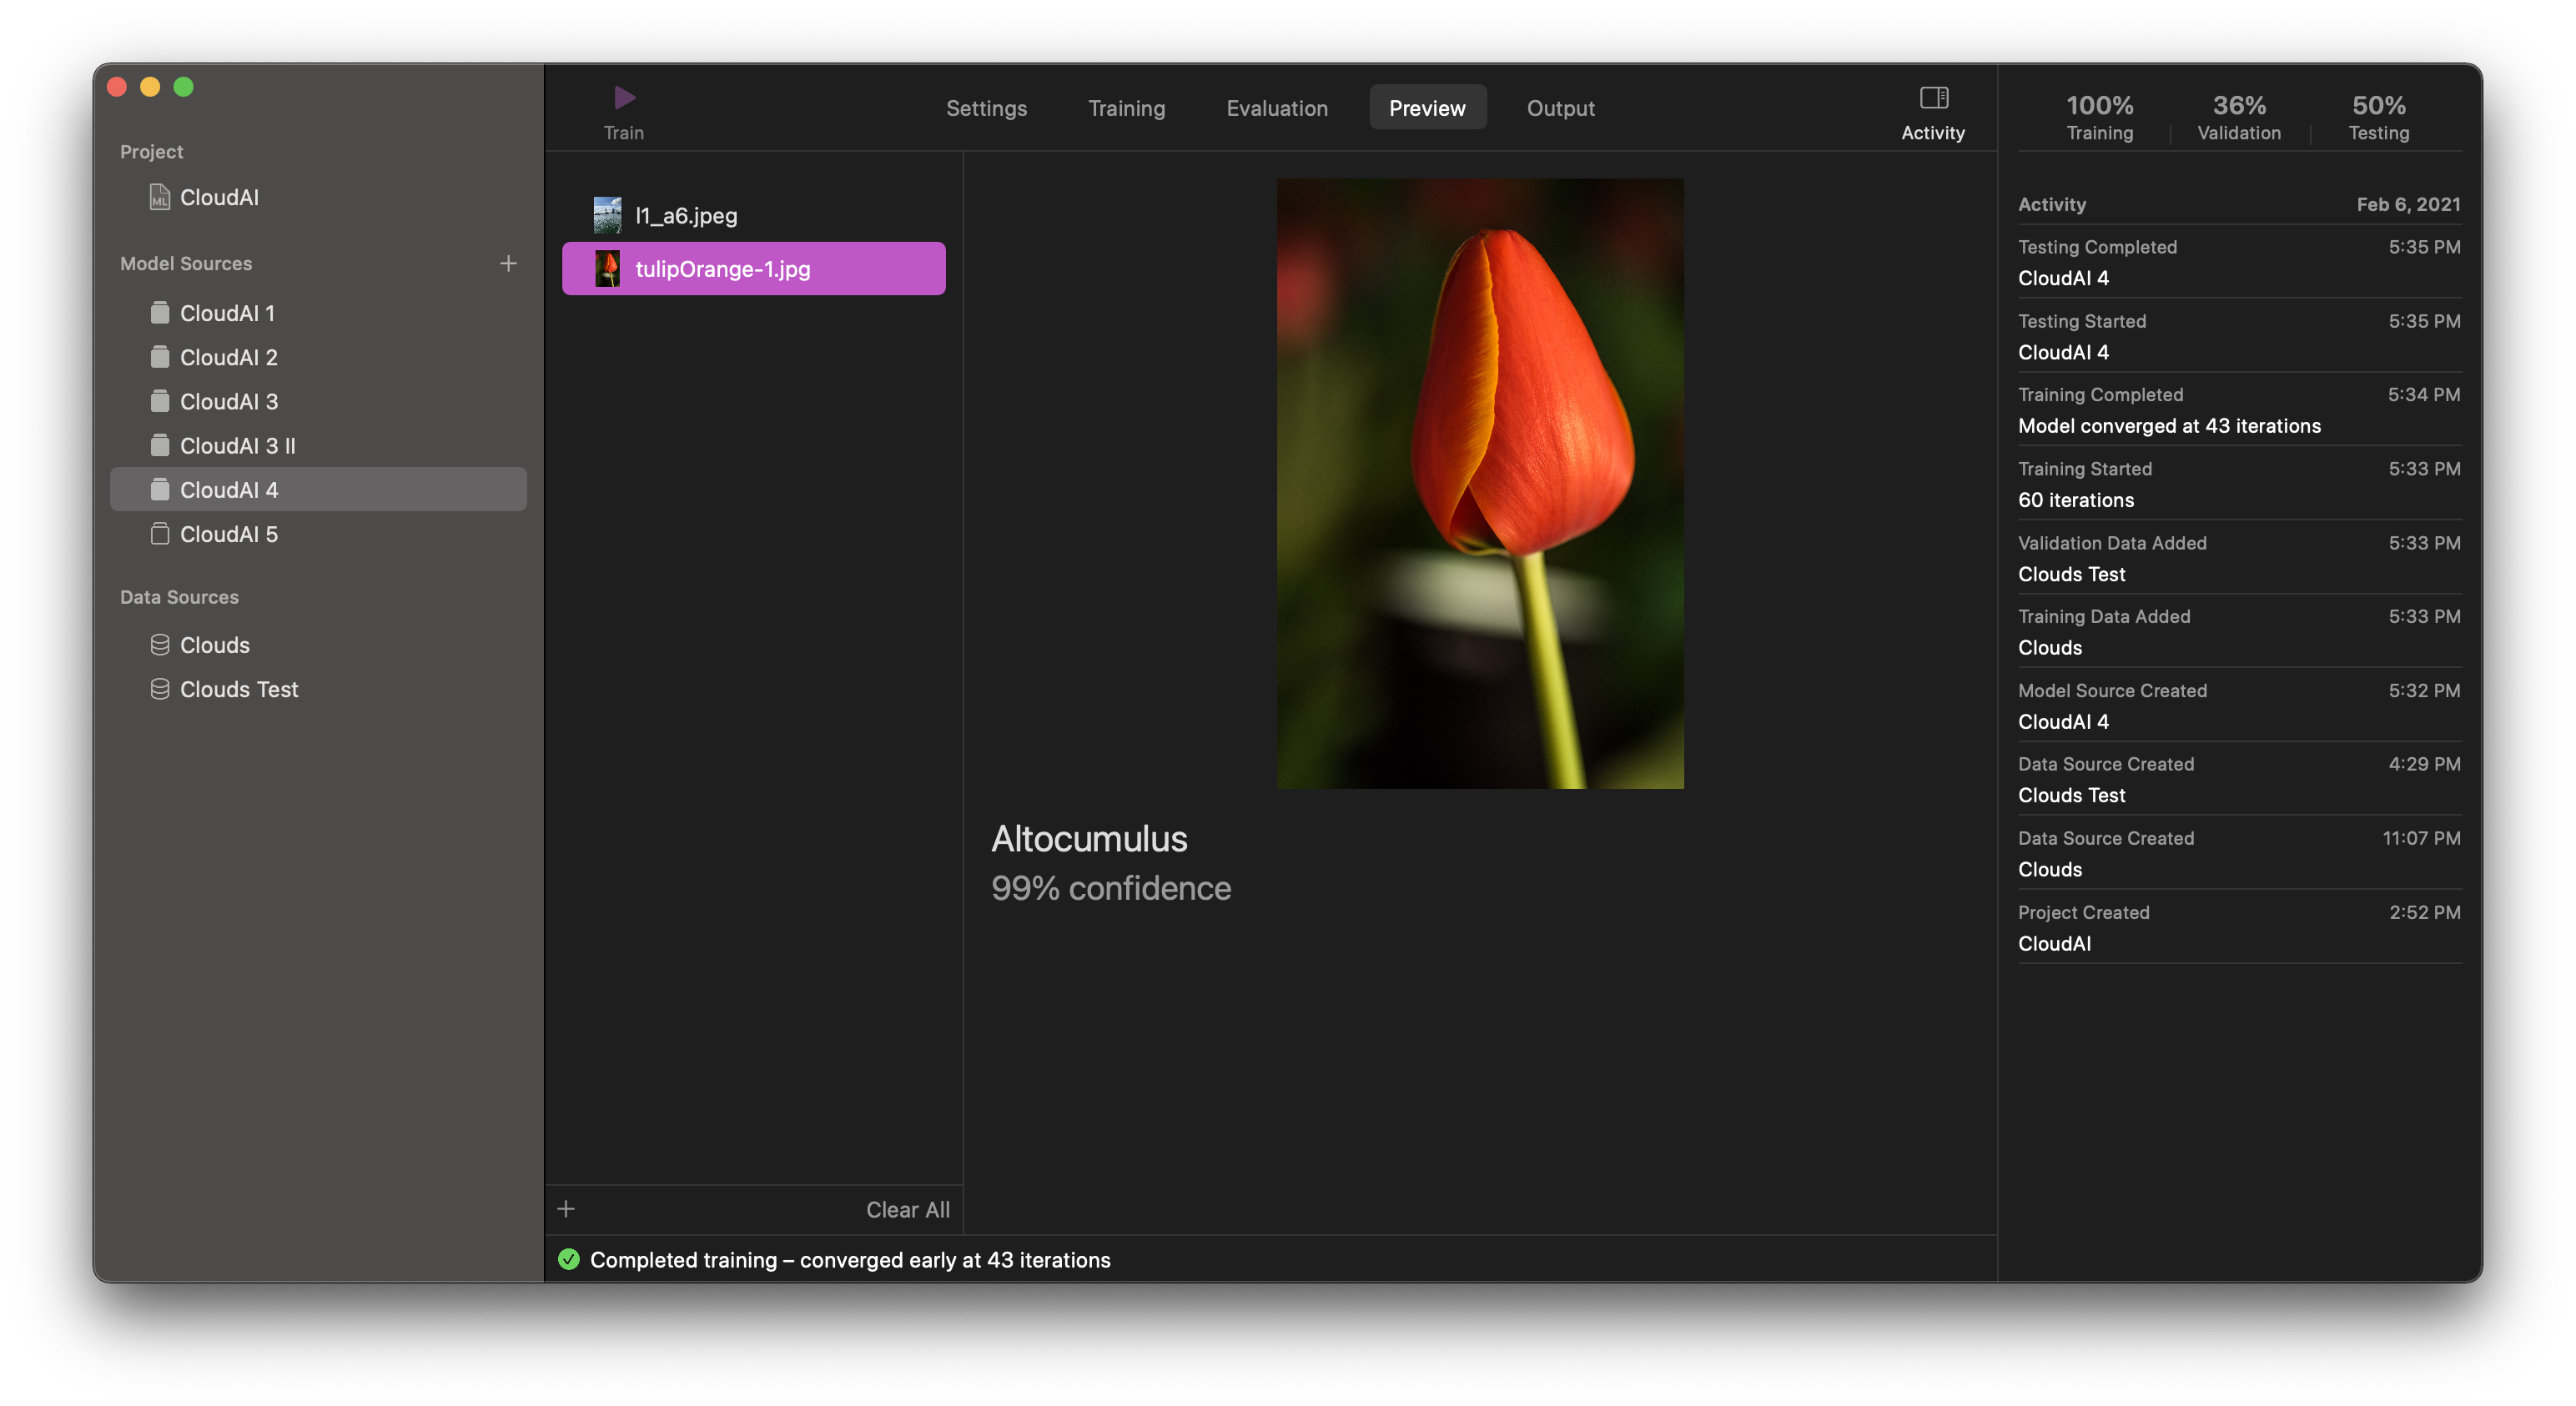 Project
CloudAI
Model Sources
CloudAI 1
CloudAI 2
CloudAI 3
CloudAI 3 II
CloudAI 4
CloudAI 5
Data Sources
Clouds
Clouds Test
Train
Settings Training Evaluation Preview Output
Activity
l1_a6.jpeg
tulipOrange-1.jpg
Altocumulus
99% confidence
Clear All
Completed training – converged early at 43 iterations
100% 36% 50%
Training Validation Testing
Activity Feb 6, 2021
Testing Completed 5:35 PM
CloudAI 4
Testing Started 5:35 PM
CloudAI 4
Training Completed 5:34 PM
Model converged at 43 iterations
Training Started 5:33 PM
60 iterations
Validation Data Added 5:33 PM
Clouds Test
Training Data Added 5:33 PM
Clouds
Model Source Created 5:32 PM
CloudAI 4
Data Source Created 4:29 PM
Clouds Test
Data Source Created 11:07 PM
Clouds
Project Created 2:52 PM
CloudAI